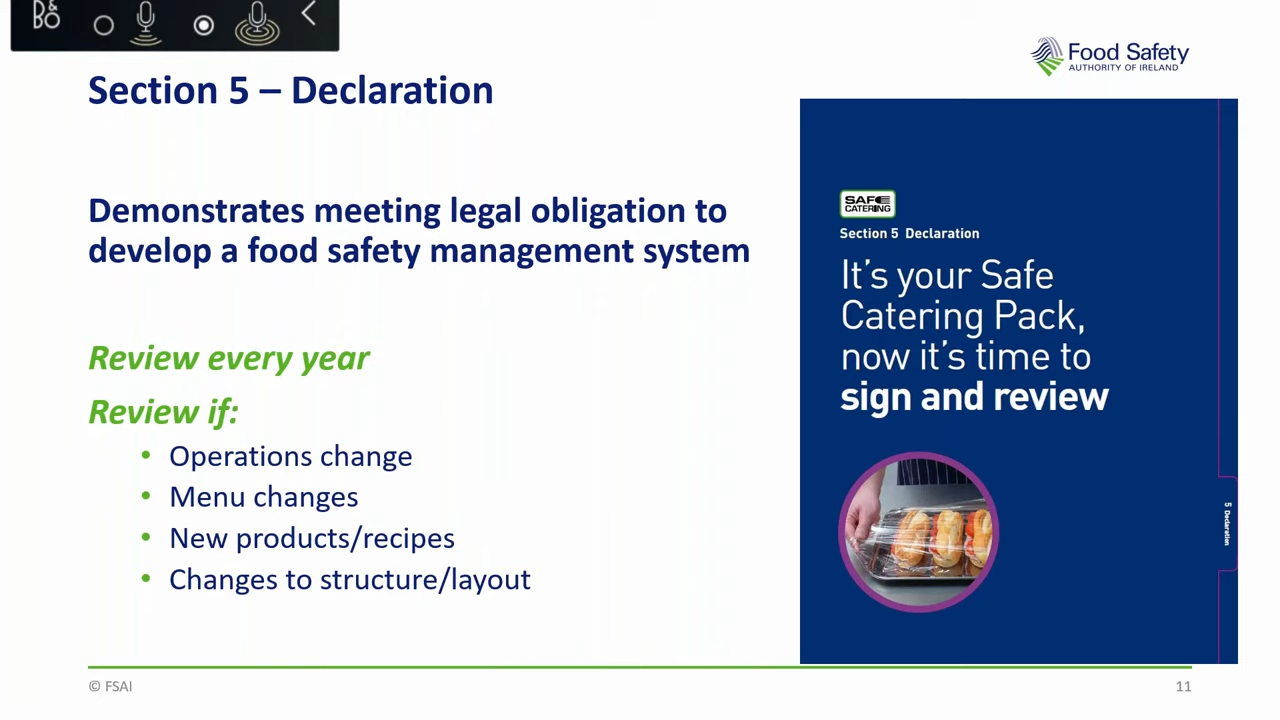 B&O
Food Safety
AUTHORITY OF IRELAND
Section 5 – Declaration
Demonstrates meeting legal obligation to
develop a food safety management system
Review every year
Review if:
• Operations change
• Menu changes
• New products/recipes
• Changes to structure/layout
SAFE
CATERING
Section 5 Declaration
It's your Safe
Catering Pack,
now it's time to
sign and review
5 Declaration
© FSAI
11